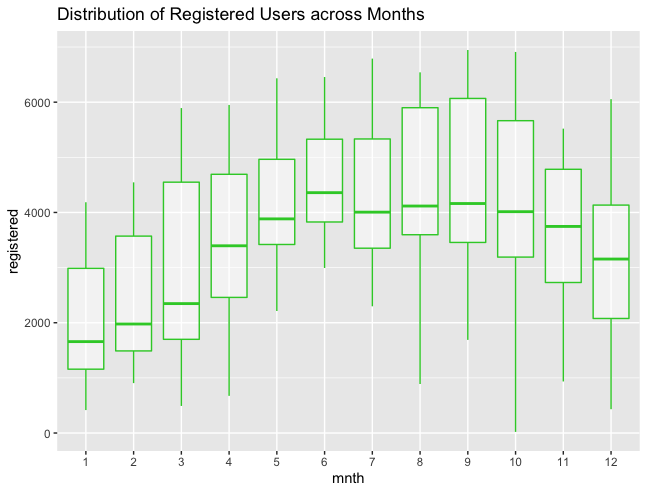 Distribution of Registered Users across Months
registered
6000
4000
2000
0
1 2 3 4 5 6 7 8 9 10 11 12
mnth